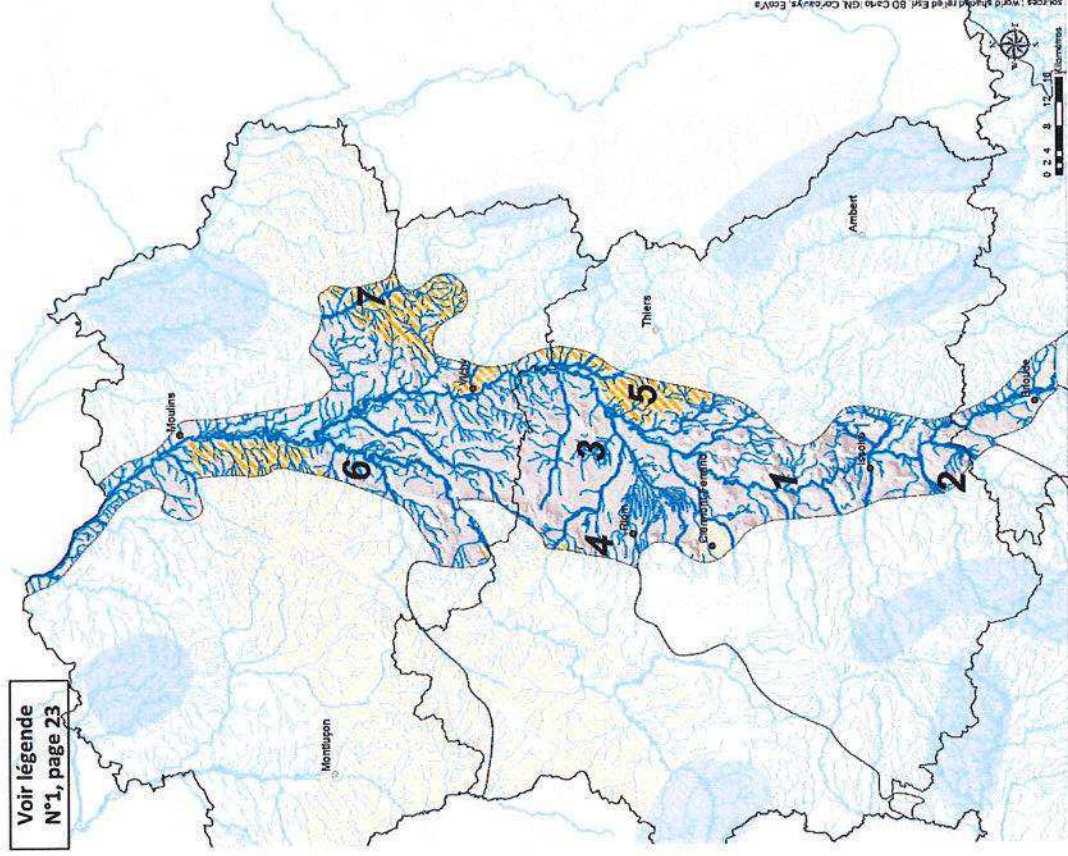 Voir légende
N°1, page 23
Moulins
Montluçon
7
6
Vichy
Thiers
5
3
Riom
4
Clermont-Ferrand
Ambert
1
Issoire
2
Brioude
0 2 4 8 12 16
Kilomètres